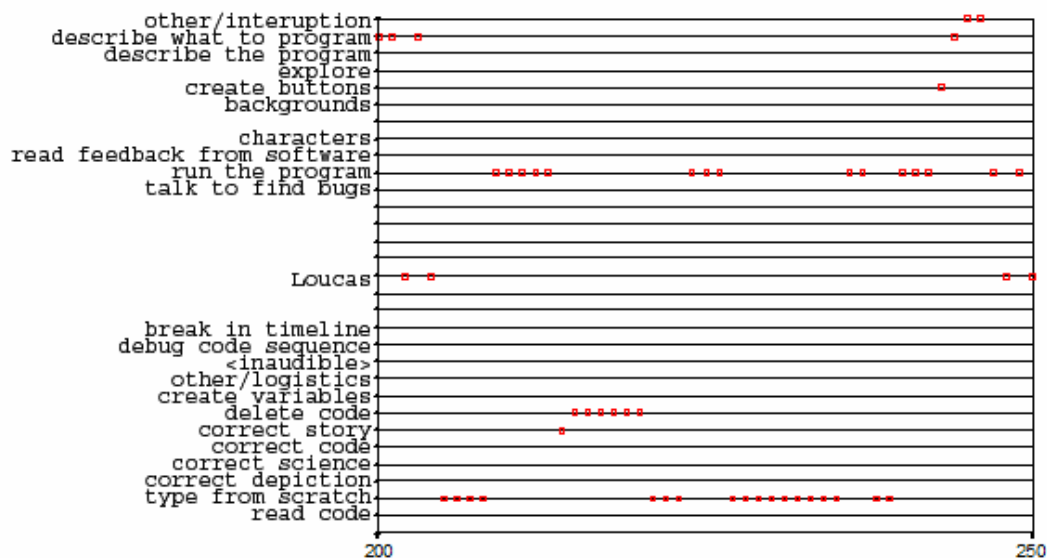 other/interuption
describe what to program
describe the program
explore
create buttons
backgrounds
characters
read feedback from software
run the program
talk to find bugs
Loucas
break in timeline
debug code sequence
<inaudible>
other/logistics
create variables
delete code
correct story
correct code
correct science
correct depiction
type from scratch
read code
200
250